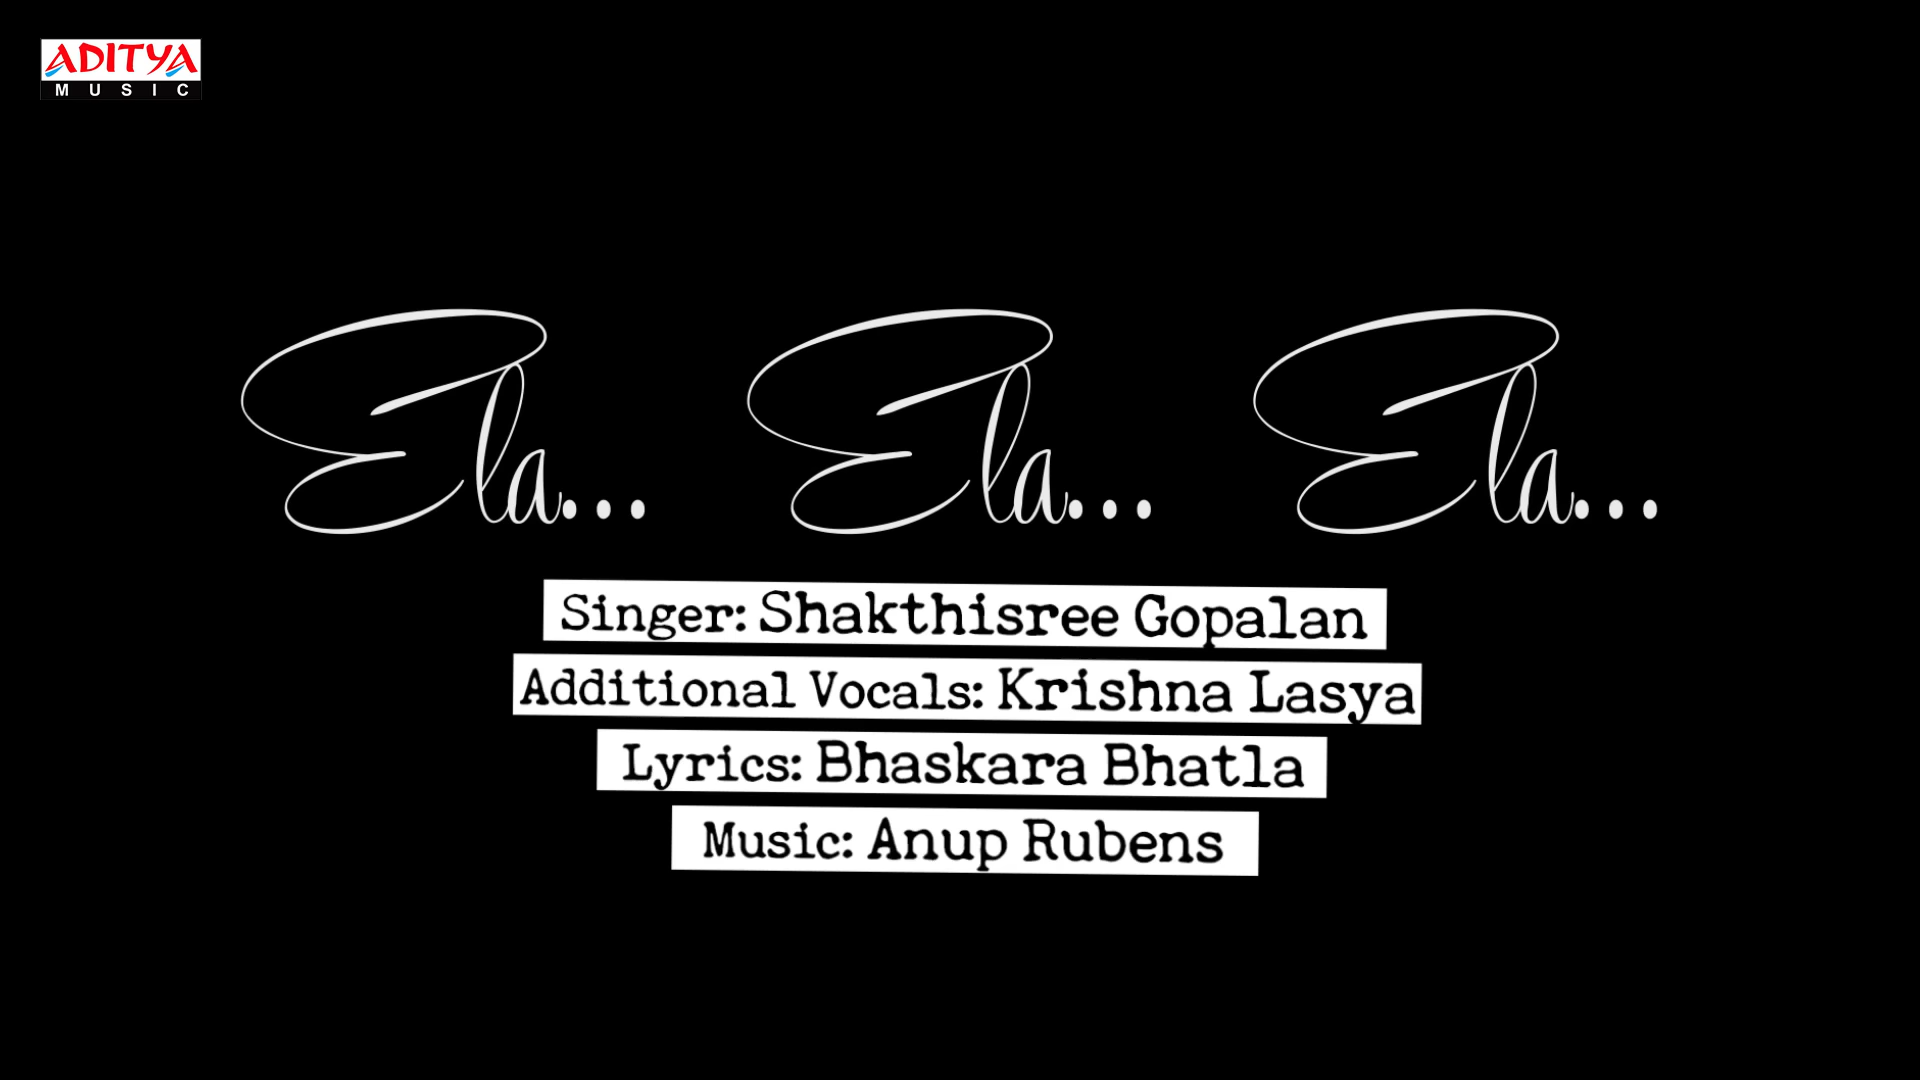 ADITYA
MUSIC
Ela... Ela... Ela...
Singer: Shakthisree Gopalan
Additional Vocals: Krishna Lasya
Lyrics: Bhaskara Bhatla
Music: Anup Rubens